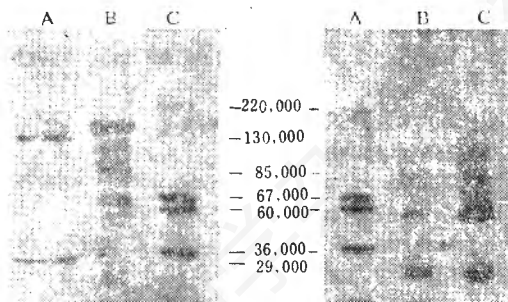 A B C A B C
—220,000 —
—130,000
— 85,000 —
— 67,000 —
— 60,000 —
— 36,000 —
— 29,000